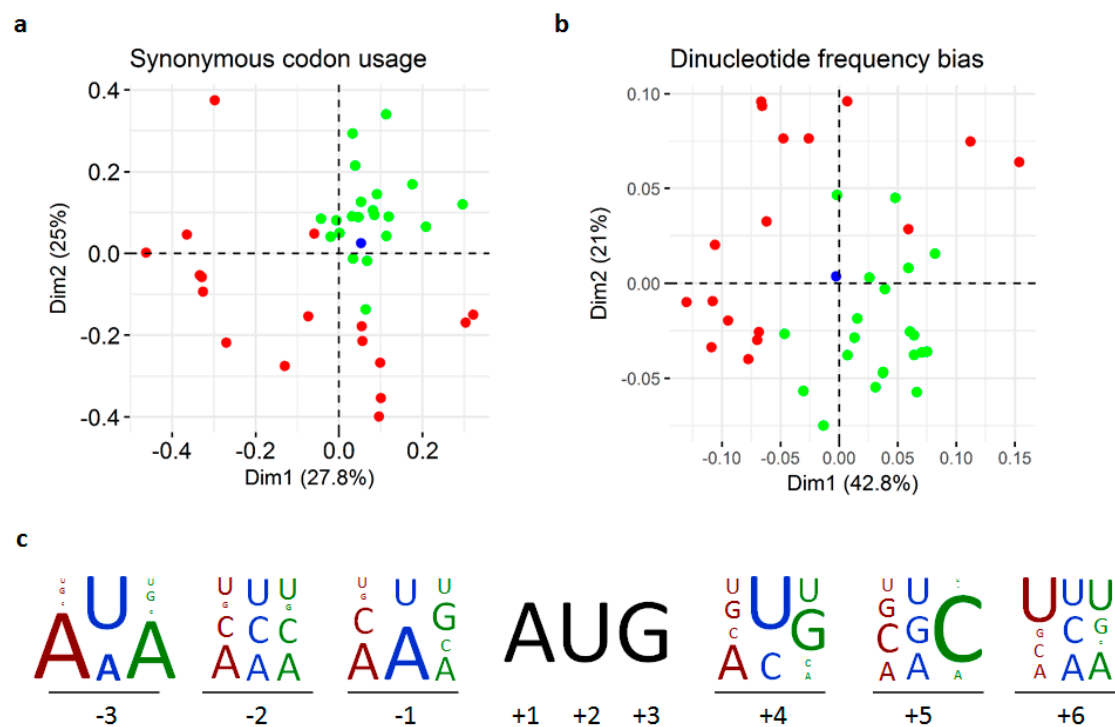 a
Synonymous codon usage
0.4
0.2
0.0
-0.2
-0.4
Dim2 (25%)
-0.4 -0.2 0.0 0.2
Dim1 (27.8%)
b
Dinucleotide frequency bias
0.10
0.05
0.00
-0.05
Dim2 (21%)
-0.10 -0.05 0.00 0.05 0.10 0.15
Dim1 (42.8%)
c
U U U U U U U U U U U U U U U U U
G G G G C G C G G G G G G
C C C C C A C C C C C
A A A A A A A A AUG A C A A A A A A
-3 -2 -1 +1 +2 +3 +4 +5 +6